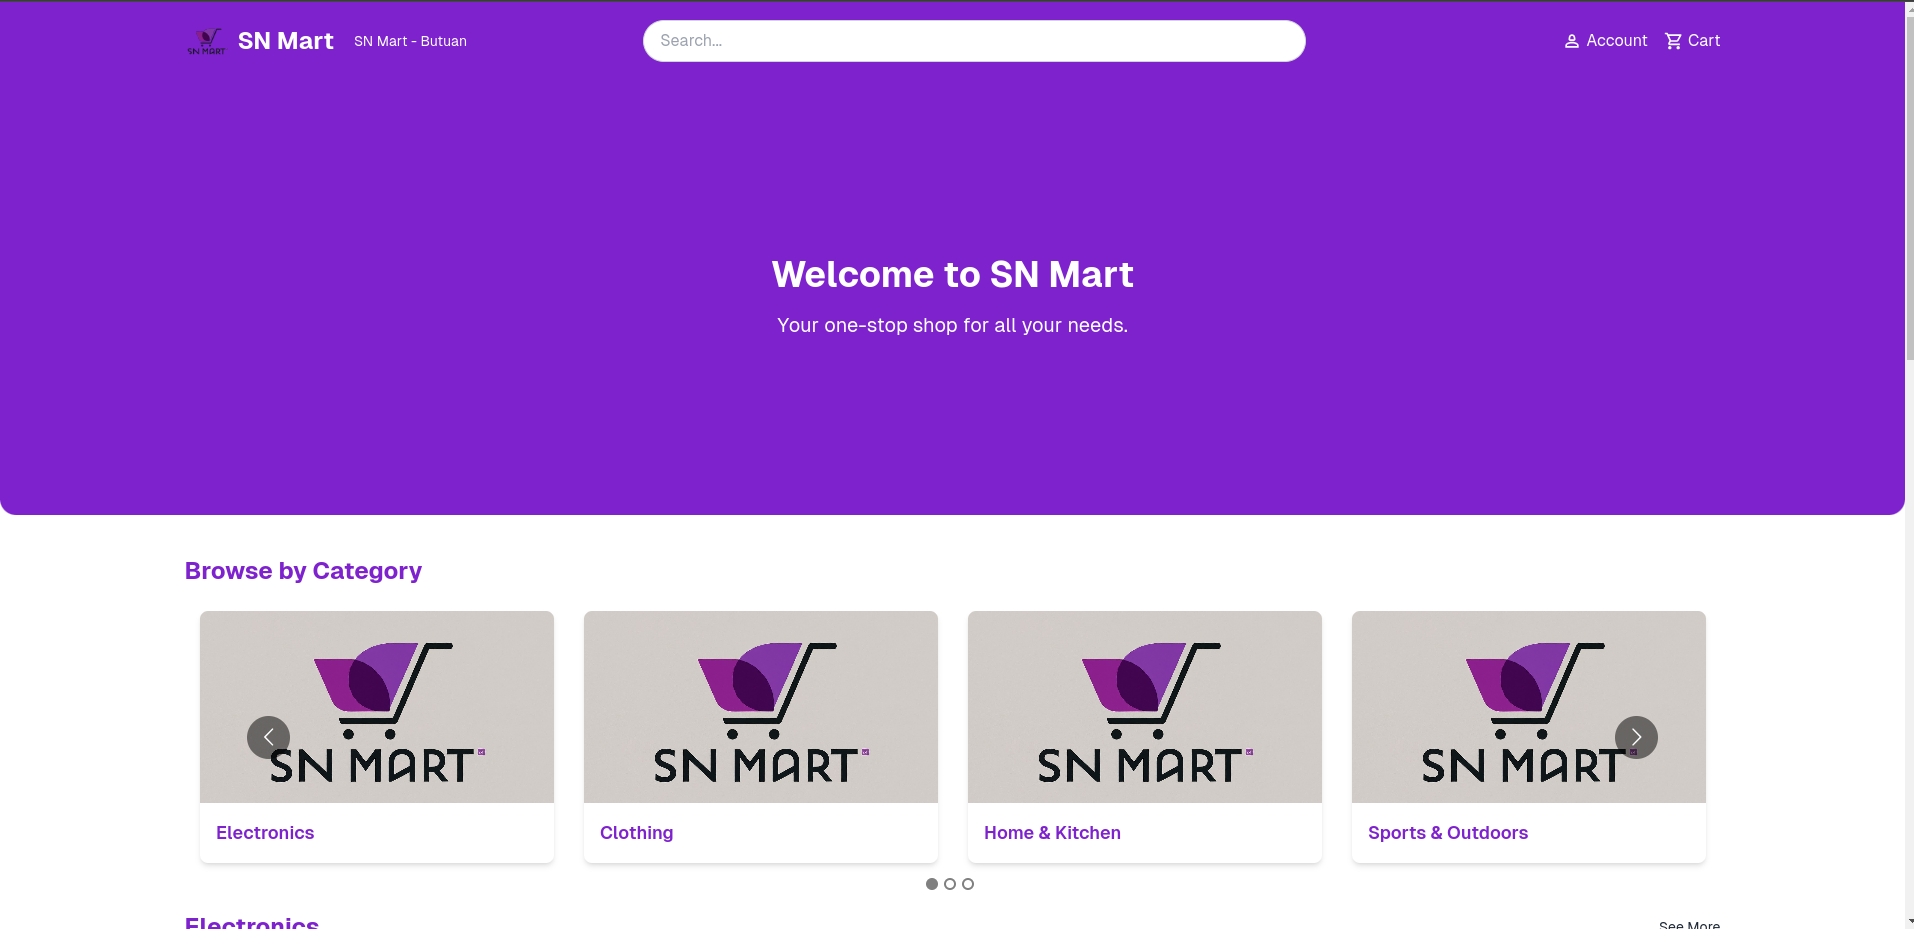 SN MART
SN Mart
SN Mart - Butuan
Search...
Account
Cart
Welcome to SN Mart
Your one-stop shop for all your needs.
Browse by Category
SN MART
SN MART
SN MART
SN MART
Electronics
Clothing
Home & Kitchen
Sports & Outdoors
Electronics
See More